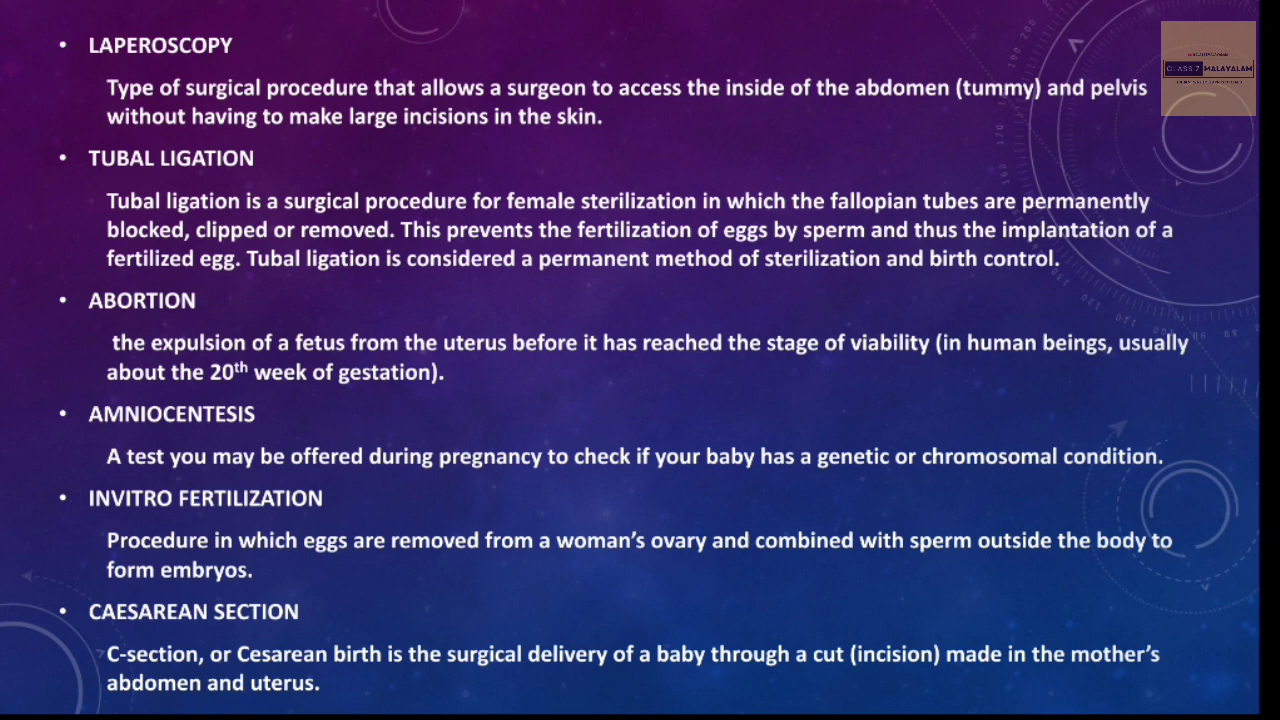 • LAPEROSCOPY
Type of surgical procedure that allows a surgeon to access the inside of the abdomen (tummy) and pelvis
without having to make large incisions in the skin.
• TUBAL LIGATION
Tubal ligation is a surgical procedure for female sterilization in which the fallopian tubes are permanently
blocked, clipped or removed. This prevents the fertilization of eggs by sperm and thus the implantation of a
fertilized egg. Tubal ligation is considered a permanent method of sterilization and birth control.
• ABORTION
the expulsion of a fetus from the uterus before it has reached the stage of viability (in human beings, usually
about the 20th week of gestation).
• AMNIOCENTESIS
A test you may be offered during pregnancy to check if your baby has a genetic or chromosomal condition.
• INVITRO FERTILIZATION
Procedure in which eggs are removed from a woman’s ovary and combined with sperm outside the body to
form embryos.
• CAESAREAN SECTION
C-section, or Cesarean birth is the surgical delivery of a baby through a cut (incision) made in the mother’s
abdomen and uterus.
CLASS Z MALAYALAM